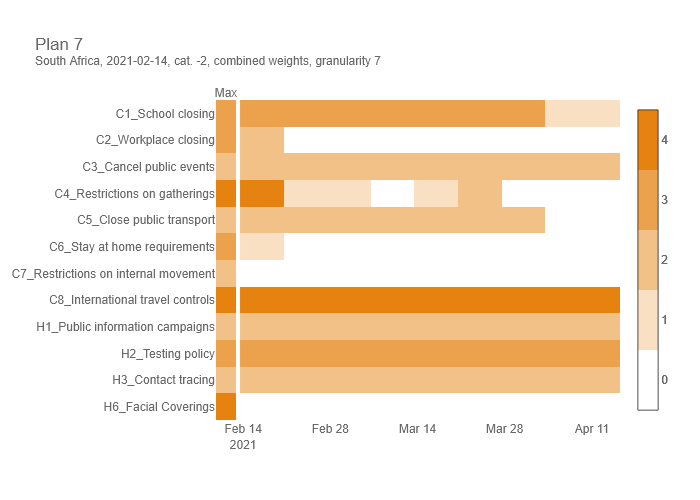 Plan 7
South Africa, 2021-02-14, cat. -2, combined weights, granularity 7
Max
C1_School closing
C2_Workplace closing
C3_Cancel public events
C4_Restrictions on gatherings
C5_Close public transport
C6_Stay at home requirements
C7_Restrictions on internal movement
C8_International travel controls
H1_Public information campaigns
H2_Testing policy
H3_Contact tracing
H6_Facial Coverings
4
3
2
1
0
Feb 14
2021
Feb 28
Mar 14
Mar 28
Apr 11